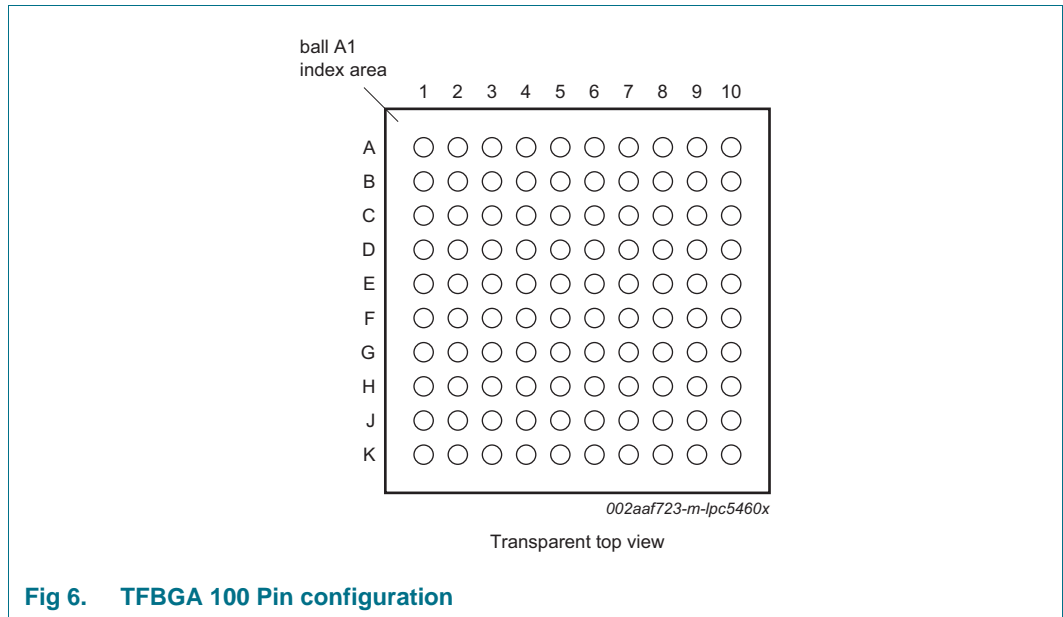 ball A1
index area
1 2 3 4 5 6 7 8 9 10
A
B
C
D
E
F
G
H
J
K
002aaf723-m-lpc5460x
Transparent top view
Fig 6. TFBGA 100 Pin configuration